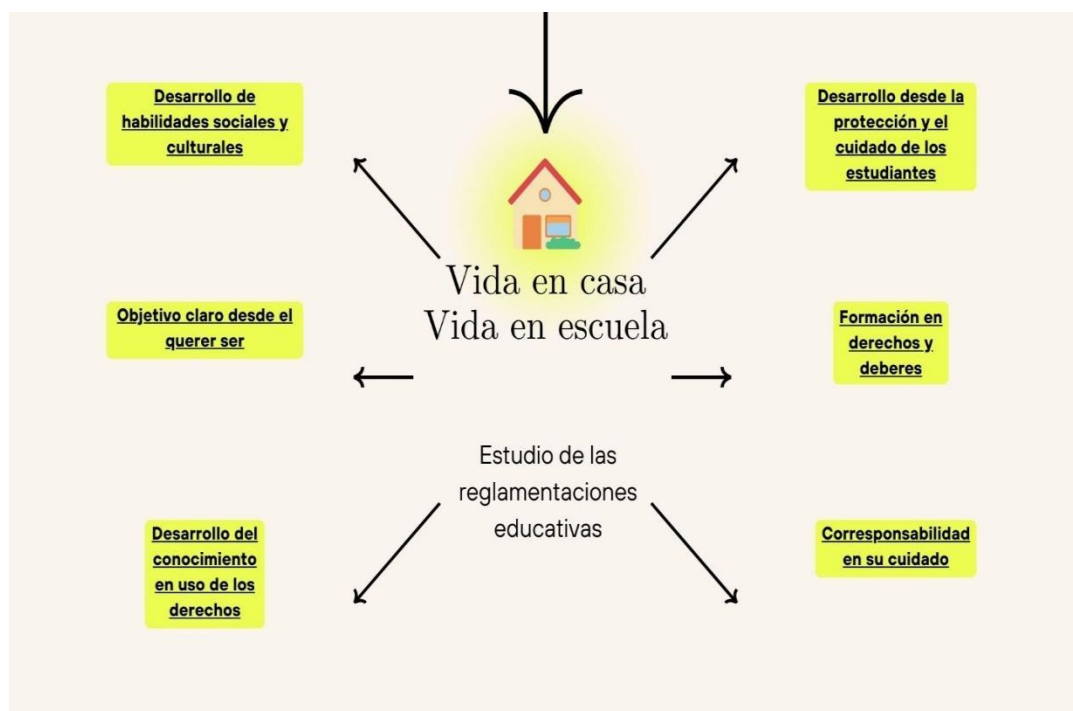 Desarrollo de
habilidades sociales y
culturales
Desarrollo desde la
protección y el
cuidado de los
estudiantes
Vida en casa
Vida en escuela
Objetivo claro desde el
querer ser
Formación en
derechos y
deberes
Estudio de las
reglamentaciones
educativas
Desarrollo del
conocimiento
en uso de los
derechos
Corresponsabilidad
en su cuidado